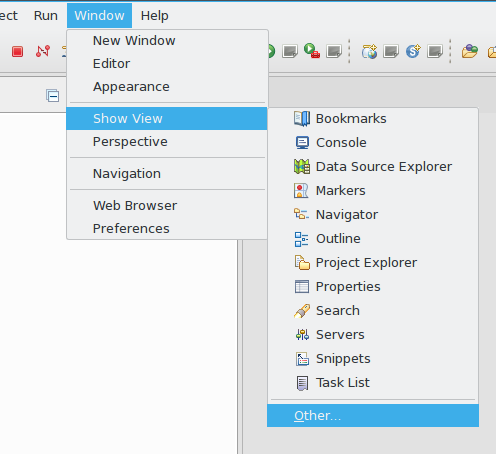 ect Run Window Help
New Window
Editor
Appearance
Show View
Perspective
Navigation
Web Browser
Preferences
Bookmarks
Console
Data Source Explorer
Markers
Navigator
Outline
Project Explorer
Properties
Search
Servers
Snippets
Task List
Other...